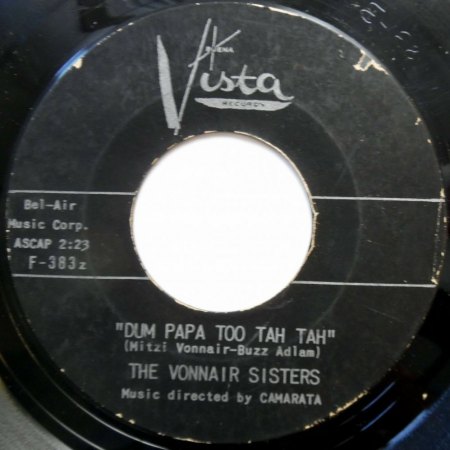 BUENA
Vista
RECORDS
Bel-Air
Music Corp.
ASCAP 2:23
F-383z
"DUM PAPA TOO TAH TAH"
(Mitzi Vonnair-Buzz Adlam)
THE VONNAIR SISTERS
Music directed by CAMARATA